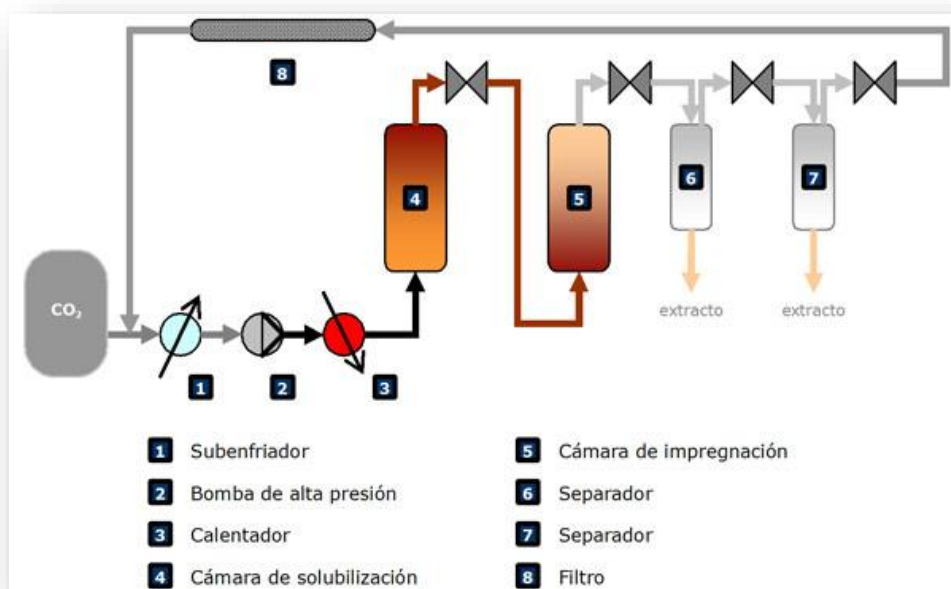 8
4
5
6
7
CO₂
extracto
extracto
1
2
3
1 Subenfriador
2 Bomba de alta presión
3 Calentador
4 Cámara de solubilización
5 Cámara de impregnación
6 Separador
7 Separador
8 Filtro